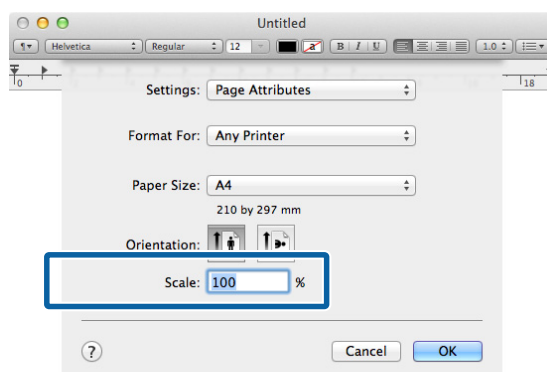 Untitled
Helvetica Regular 12 a B I U 1.0
0 18
Settings: Page Attributes
Format For: Any Printer
Paper Size: A4
210 by 297 mm
Orientation:
Scale: 100 %
? Cancel OK